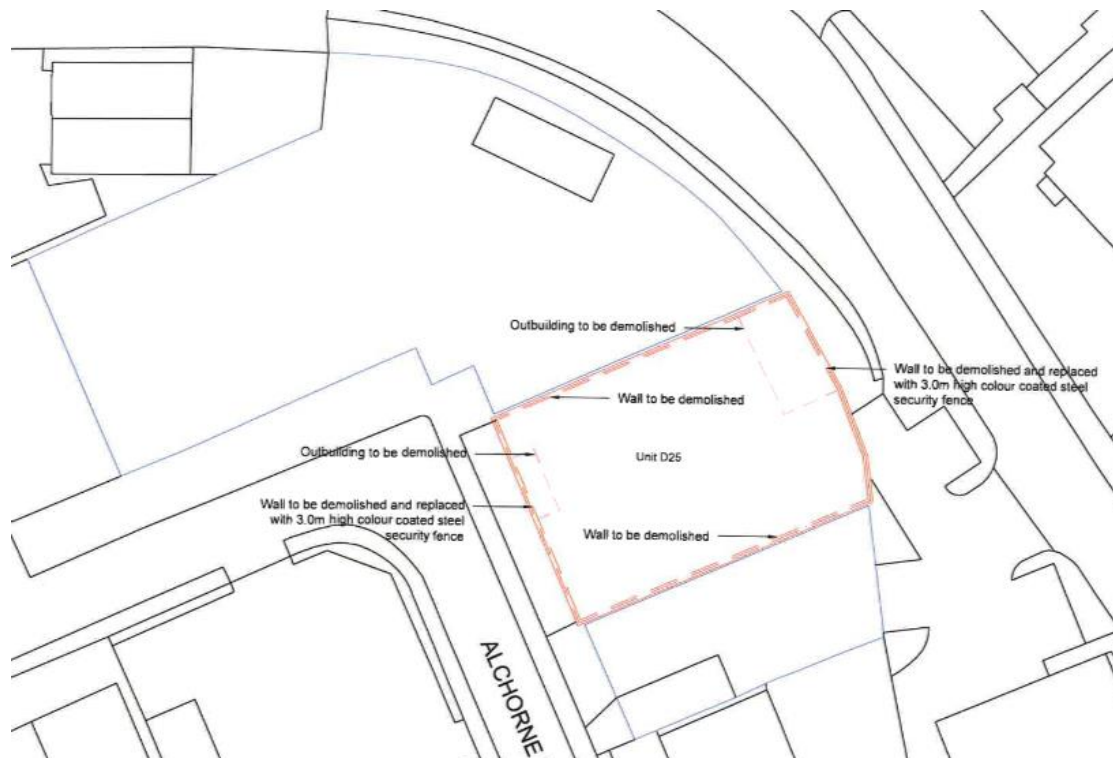 Outbuilding to be demolished
Wall to be demolished and replaced
with 3.0m high colour coated steel
security fence
Wall to be demolished
Outbuilding to be demolished
Unit D25
Wall to be demolished and replaced
with 3.0m high colour coated steel
security fence
Wall to be demolished
ALCHORNE